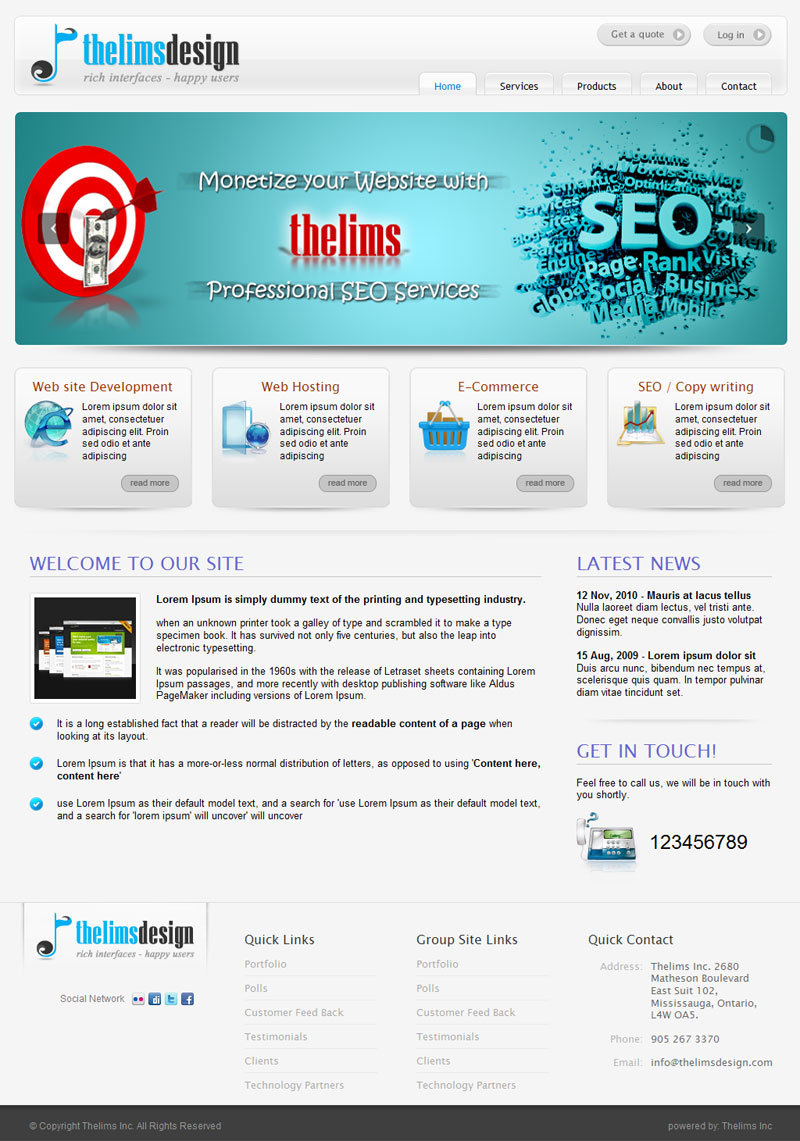 thelimsdesign
rich interfaces - happy users
Get a quote
Log in
Home
Services
Products
About
Contact
Monetize your Website with
thelims
Professional SEO Services
Algorithms
SiteMap
Semantic
Optimization
Services
Links
Sites
Content
Search
Engine
SEO
Page Rank
Visits
Global
Social
Business
Media
Mobile
Web site Development
Lorem ipsum dolor sit
amet, consectetuer
adipiscing elit. Proin
sed odio et ante
adipiscing
read more
Web Hosting
Lorem ipsum dolor sit
amet, consectetuer
adipiscing elit. Proin
sed odio et ante
adipiscing
read more
E-Commerce
Lorem ipsum dolor sit
amet, consectetuer
adipiscing elit. Proin
sed odio et ante
adipiscing
read more
SEO / Copy writing
Lorem ipsum dolor sit
amet, consectetuer
adipiscing elit. Proin
sed odio et ante
adipiscing
read more
WELCOME TO OUR SITE
Lorem Ipsum is simply dummy text of the printing and typesetting industry.
when an unknown printer took a galley of type and scrambled it to make a type
specimen book. It has survived not only five centuries, but also the leap into
electronic typesetting.
It was popularised in the 1960s with the release of Letraset sheets containing Lorem
Ipsum passages, and more recently with desktop publishing software like Aldus
PageMaker including versions of Lorem Ipsum.
It is a long established fact that a reader will be distracted by the readable content of a page when
looking at its layout.
Lorem Ipsum is that it has a more-or-less normal distribution of letters, as opposed to using 'Content here,
content here'
use Lorem Ipsum as their default model text, and a search for 'use Lorem Ipsum as their default model text,
and a search for 'lorem ipsum' will uncover' will uncover
LATEST NEWS
12 Nov, 2010 - Mauris at lacus tellus
Nulla laoreet diam lectus, vel tristi ante.
Donec eget neque convallis justo volutpat
dignissim.
15 Aug, 2009 - Lorem ipsum dolor sit
Duis arcu nunc, bibendum nec tempus at,
scelerisque quis quam. In tempor pulvinar
diam vitae tincidunt set.
GET IN TOUCH!
Feel free to call us, we will be in touch with
you shortly.
123456789
thelimsdesign
rich interfaces - happy users
Social Network
Quick Links
Portfolio
Polls
Customer Feed Back
Testimonials
Clients
Technology Partners
Group Site Links
Portfolio
Polls
Customer Feed Back
Testimonials
Clients
Technology Partners
Quick Contact
Address: Thelims Inc. 2680
Matheson Boulevard
East Suit 102,
Mississauga, Ontario,
L4W OA5.
Phone: 905 267 3370
Email: info@thelimsdesign.com
© Copyright Thelims Inc. All Rights Reserved
powered by: Thelims Inc